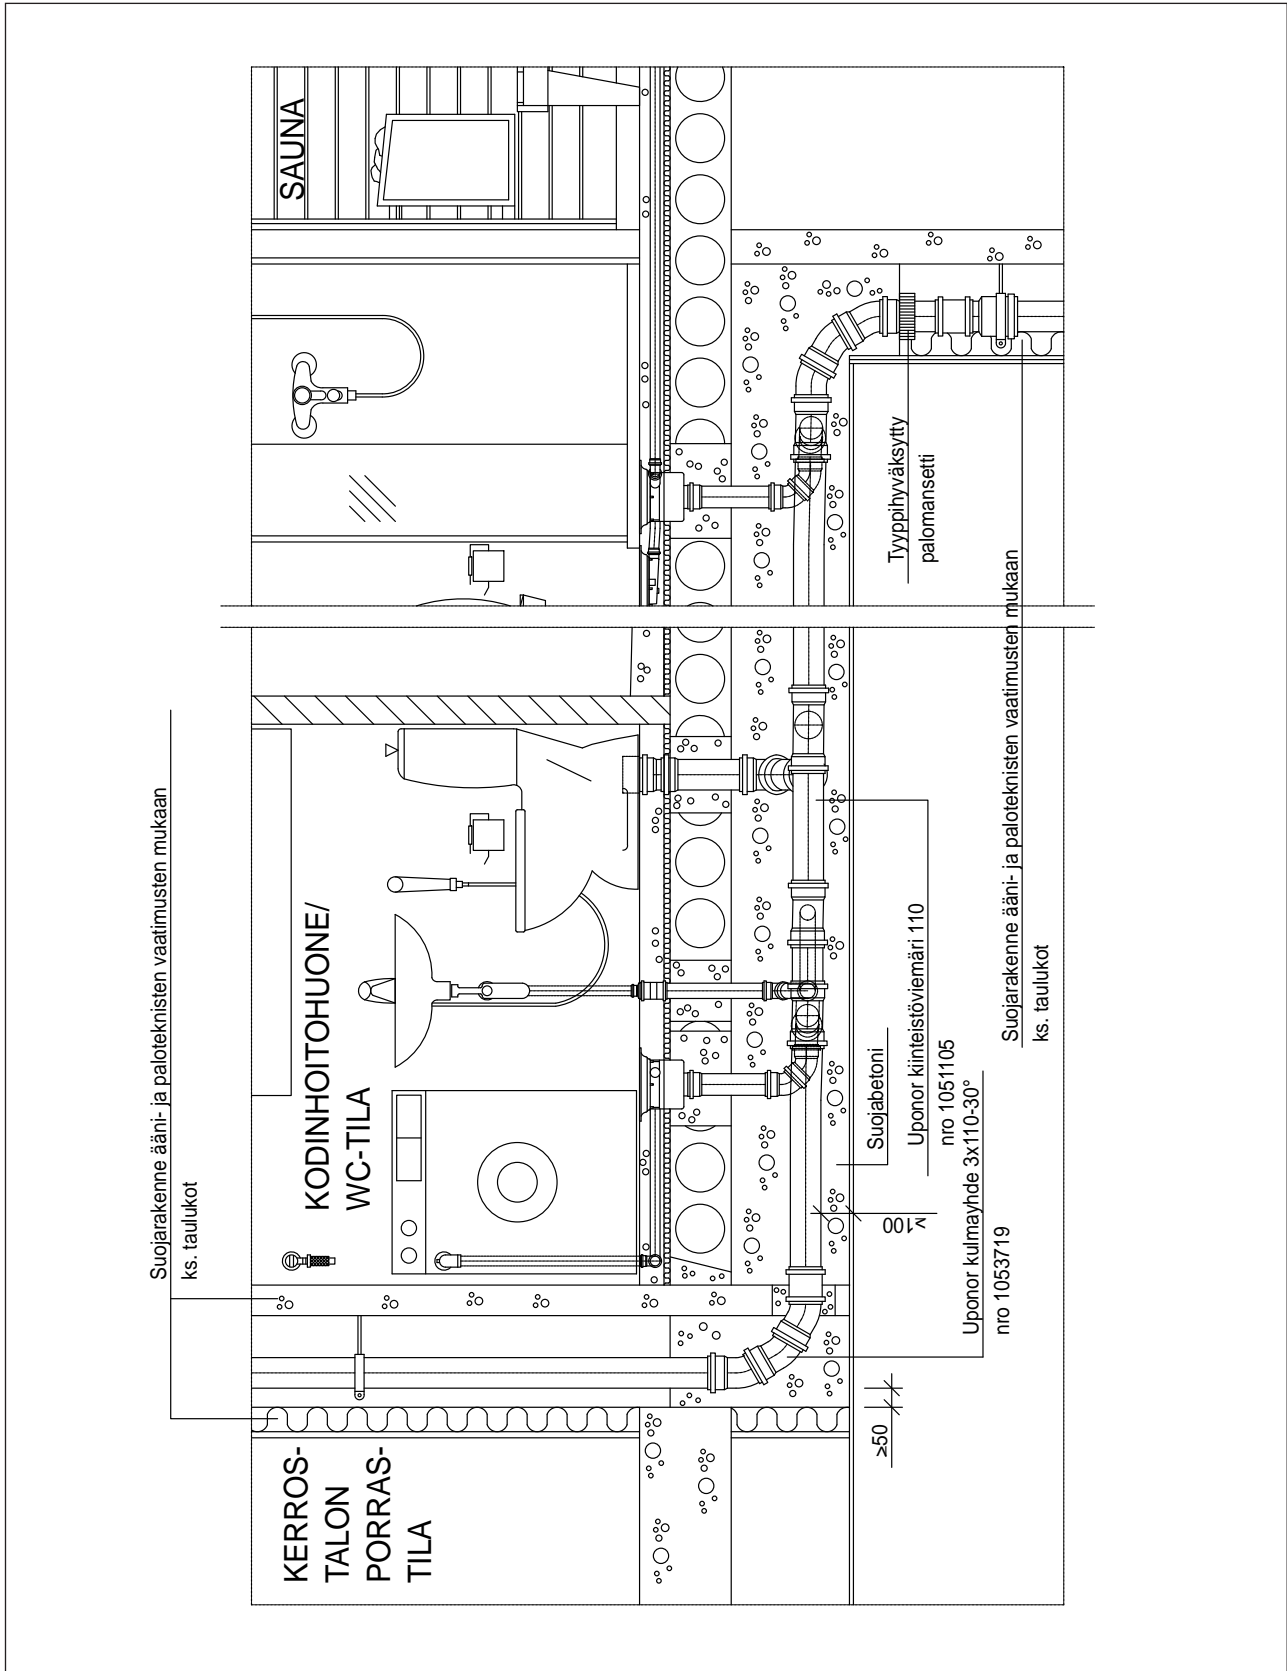 Suojarakenne ääni- ja paloteknisten vaatimusten mukaan
ks. taulukot
KERROS-
TALON
PORRAS-
TILA
KODINHOITOHUONE/
WC-TILA
SAUNA
≥50
≥100
Suojabetoni
Uponor kiinteistöviemäri 110
nro 1051105
Uponor kulmayhde 3x110-30°
nro 1053719
Tyyppihyväksytty
palomansetti
Suojarakenne ääni- ja paloteknisten vaatimusten mukaan
ks. taulukot